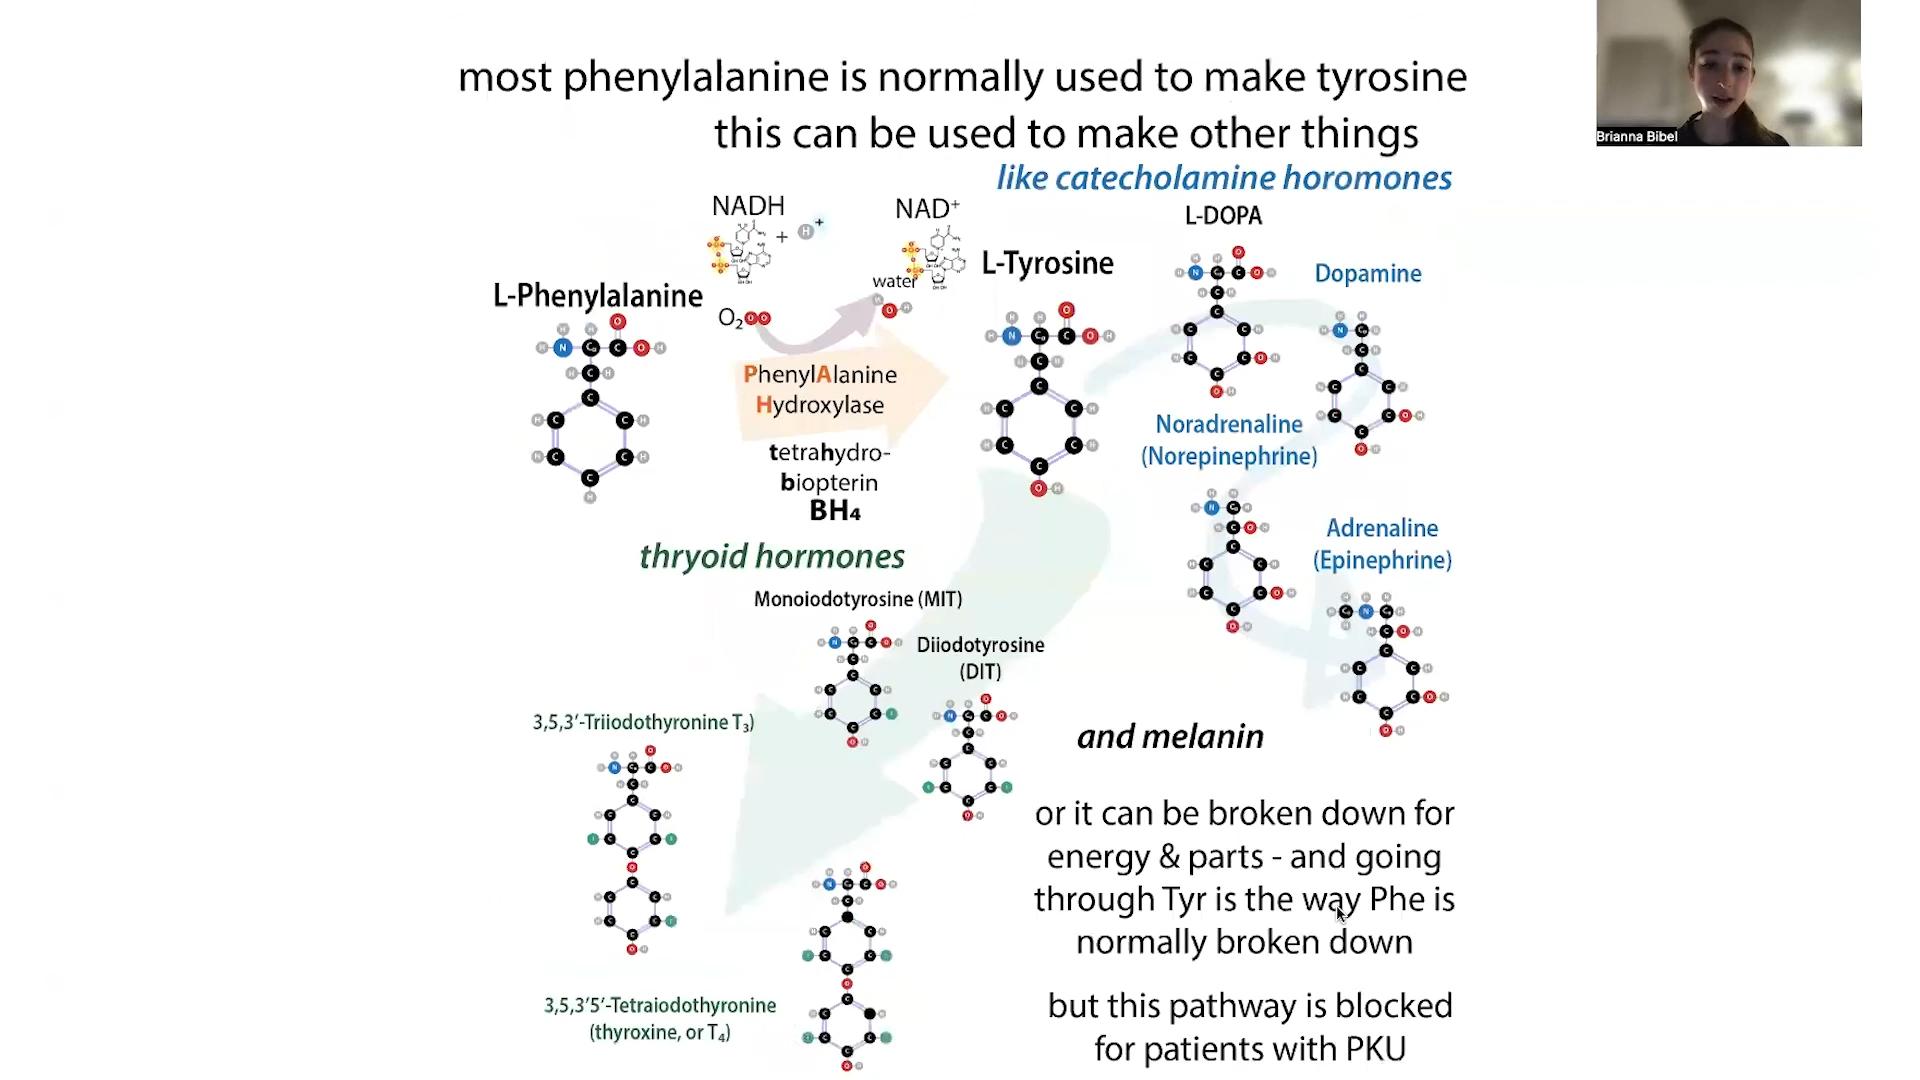 most phenylalanine is normally used to make tyrosine
this can be used to make other things
like catecholamine horomones
Brianna Bibel
NADH
+ H+
NAD+
L-DOPA
L-Tyrosine
Dopamine
water
L-Phenylalanine
O2
PhenylAlanine
Hydroxylase
tetrahydro-
biopterin
BH4
Noradrenaline
(Norepinephrine)
Adrenaline
(Epinephrine)
thryoid hormones
Monoiodotyrosine (MIT)
Diiodotyrosine
(DIT)
3,5,3′-Triiodothyronine T3)
and melanin
or it can be broken down for
energy & parts - and going
through Tyr is the way Phe is
normally broken down
3,5,3′5′-Tetraiodothyronine
(thyroxine, or T4)
but this pathway is blocked
for patients with PKU